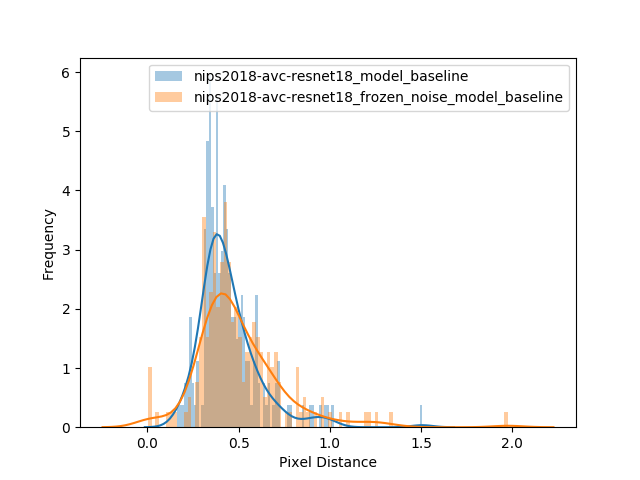 nips2018-avc-resnet18_model_baseline
nips2018-avc-resnet18_frozen_noise_model_baseline
6
5
4
3
2
1
0
Frequency
0.0 0.5 1.0 1.5 2.0
Pixel Distance